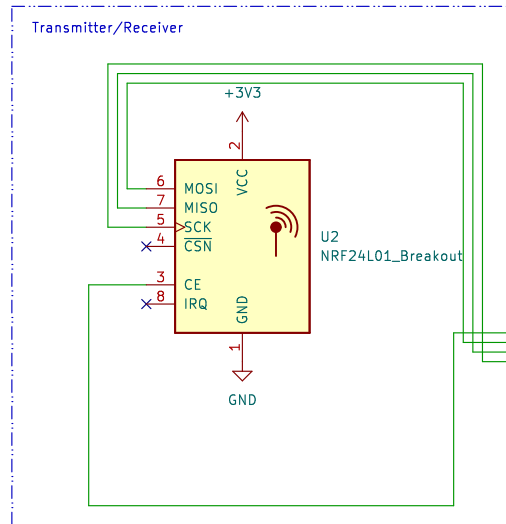 Transmitter/Receiver
+3V3
2
VCC
6 MOSI
7 MISO
5 SCK
4 CSN
3 CE
8 IRQ
GND
1
U2
NRF24L01_Breakout
GND